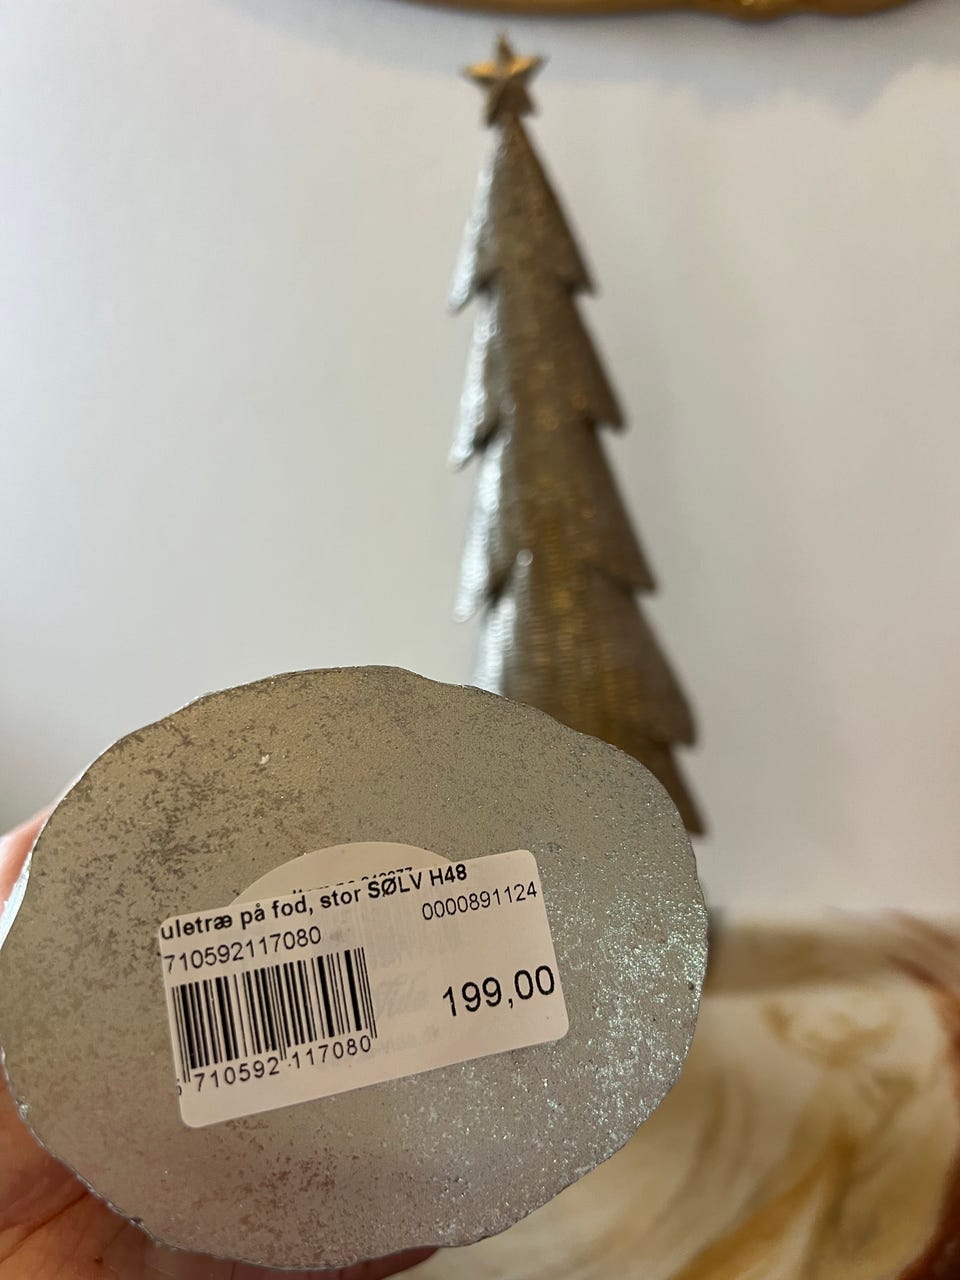 uletræ på fod, stor SØLV H48
710592117080
0000891124
199,00
710592 117080